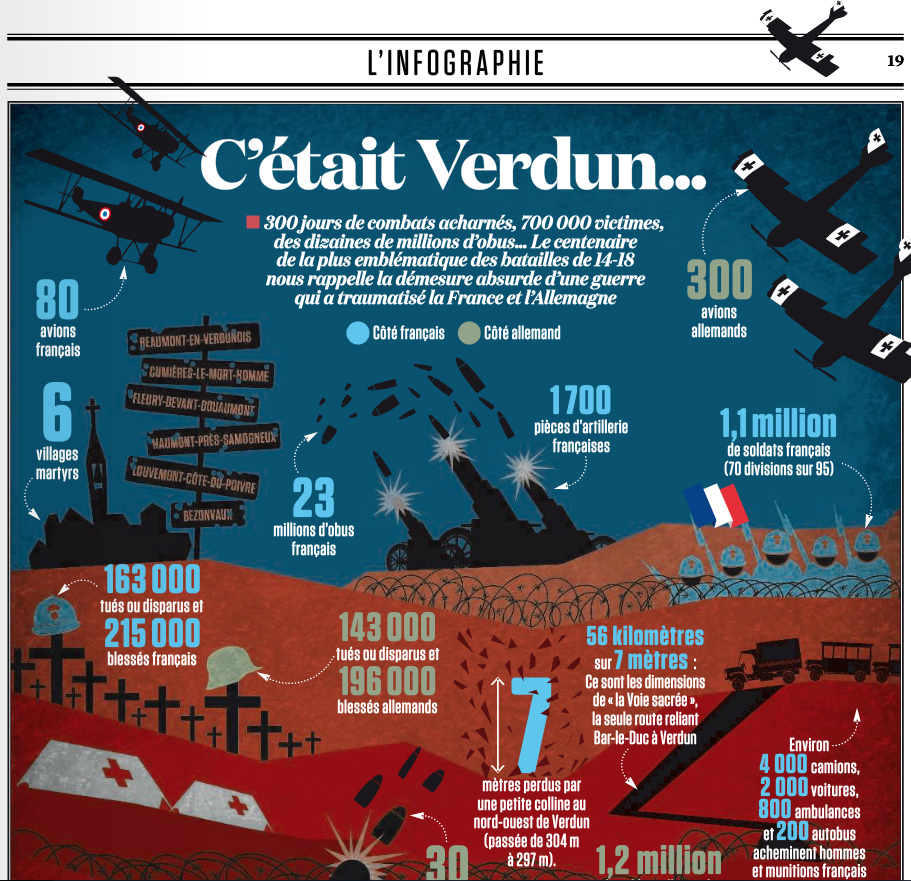 L'INFOGRAPHIE
19
C'était Verdun...
300 jours de combats acharnés, 700 000 victimes,
des dizaines de millions d'obus... Le centenaire
de la plus emblématique des batailles de 14-18
nous rappelle la démesure absurde d'une guerre
qui a traumatisé la France et l'Allemagne
Côté français
Côté allemand
80
avions
français
300
avions
allemands
BEAUMONT-EN-VERDUNOIS
CUMIÈRES-LE-MORT-HOMME
FLEURY-DEVANT-DOUAUMONT
HAUMONT-PRÈS-SAMOGNEUX
LOUVEMONT-CÔTE-DU-POIVRE
BEZONVAUX
6
villages
martyrs
23
millions d'obus
français
1 700
pièces d'artillerie
françaises
1,1 million
de soldats français
(70 divisions sur 95)
163 000
tués ou disparus et
215 000
blessés français
143 000
tués ou disparus et
196 000
blessés allemands
7
mètres perdus par
une petite colline au
nord-ouest de Verdun
(passée de 304 m
à 297 m).
56 kilomètres
sur 7 mètres :
Ce sont les dimensions
de « la Voie sacrée »,
la seule route reliant
Bar-le-Duc à Verdun
Environ
4 000 camions,
2 000 voitures,
800 ambulances
et 200 autobus
acheminent hommes
et munitions français
30
1,2 million